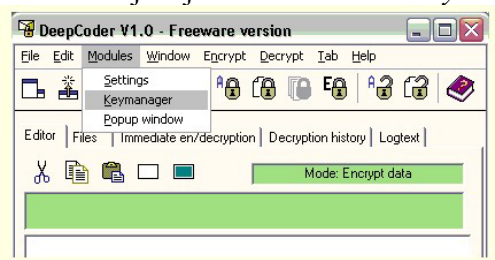 DeepCoder V1.0 - Freeware version
File Edit Modules Window Encrypt Decrypt Tab Help
Settings
Keymanager
Popup window
Editor Files Immediate en/decryption Decryption history Logtext
Mode: Encrypt data